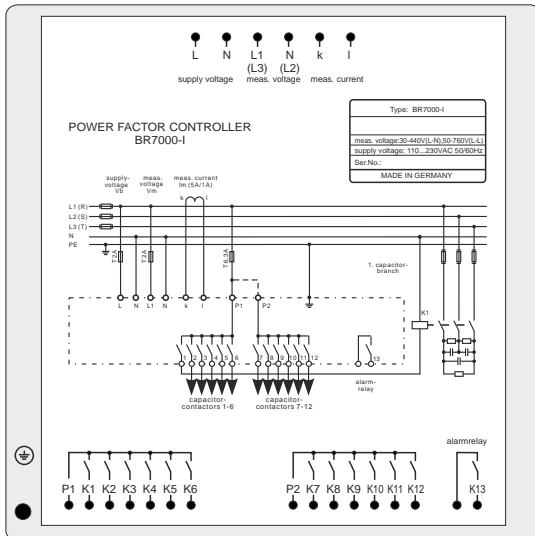 L N L1 N k l
(L3) (L2)
supply voltage meas. voltage meas. current
Type: BR7000-I
meas. voltage:30-440V(L-N),50-760V(L-L)
supply voltage: 110...230VAC 50/60Hz
Ser.No.:
MADE IN GERMANY
POWER FACTOR CONTROLLER
BR7000-I
supply-
voltage
Vb
meas.
voltage
Vm
meas. current
Im (5A/1A)
k l
L1 (R)
L2 (S)
L3 (T)
N
PE
T 2A
T 2A
T 6.3A
1. capacitor-
branch
L N L1 N k l P1 P2
K1
1 2 3 4 5 6 7 8 9 10 11 12 13
capacitor-
contactors 1-6
capacitor-
contactors 7-12
alarm-
relay
alarmrelay
P1 K1 K2 K3 K4 K5 K6 P2 K7 K8 K9 K10 K11 K12 K13